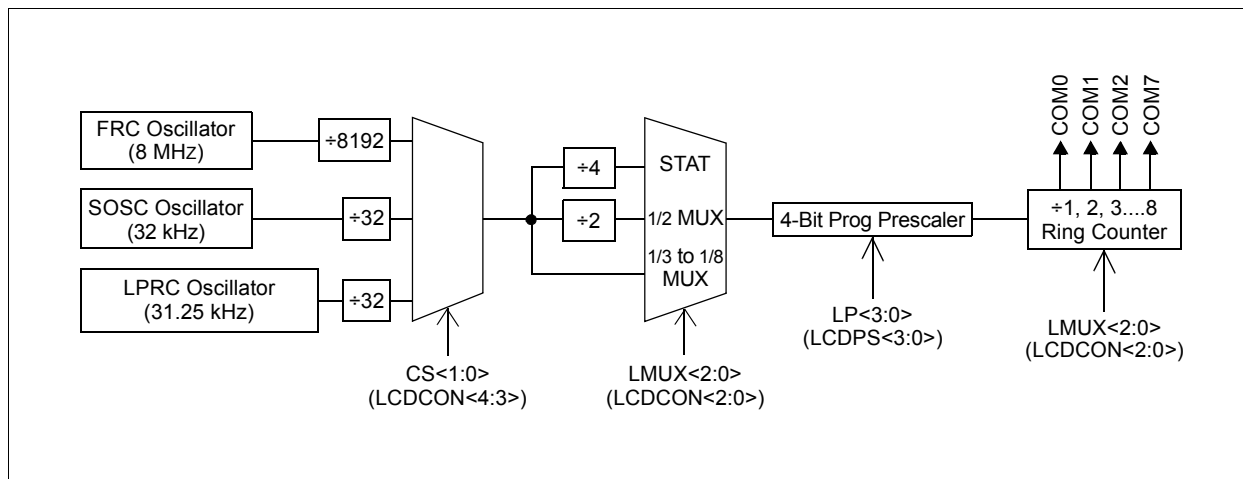 COM0
COM1
COM2
COM7
FRC Oscillator
(8 MHz)
÷8192
SOSC Oscillator
(32 kHz)
÷32
LPRC Oscillator
(31.25 kHz)
÷32
CS<1:0>
(LCDCON<4:3>)
÷4
÷2
STAT
1/2 MUX
1/3 to 1/8
MUX
LMUX<2:0>
(LCDCON<2:0>)
4-Bit Prog Prescaler
LP<3:0>
(LCDPS<3:0>)
÷1, 2, 3....8
Ring Counter
LMUX<2:0>
(LCDCON<2:0>)